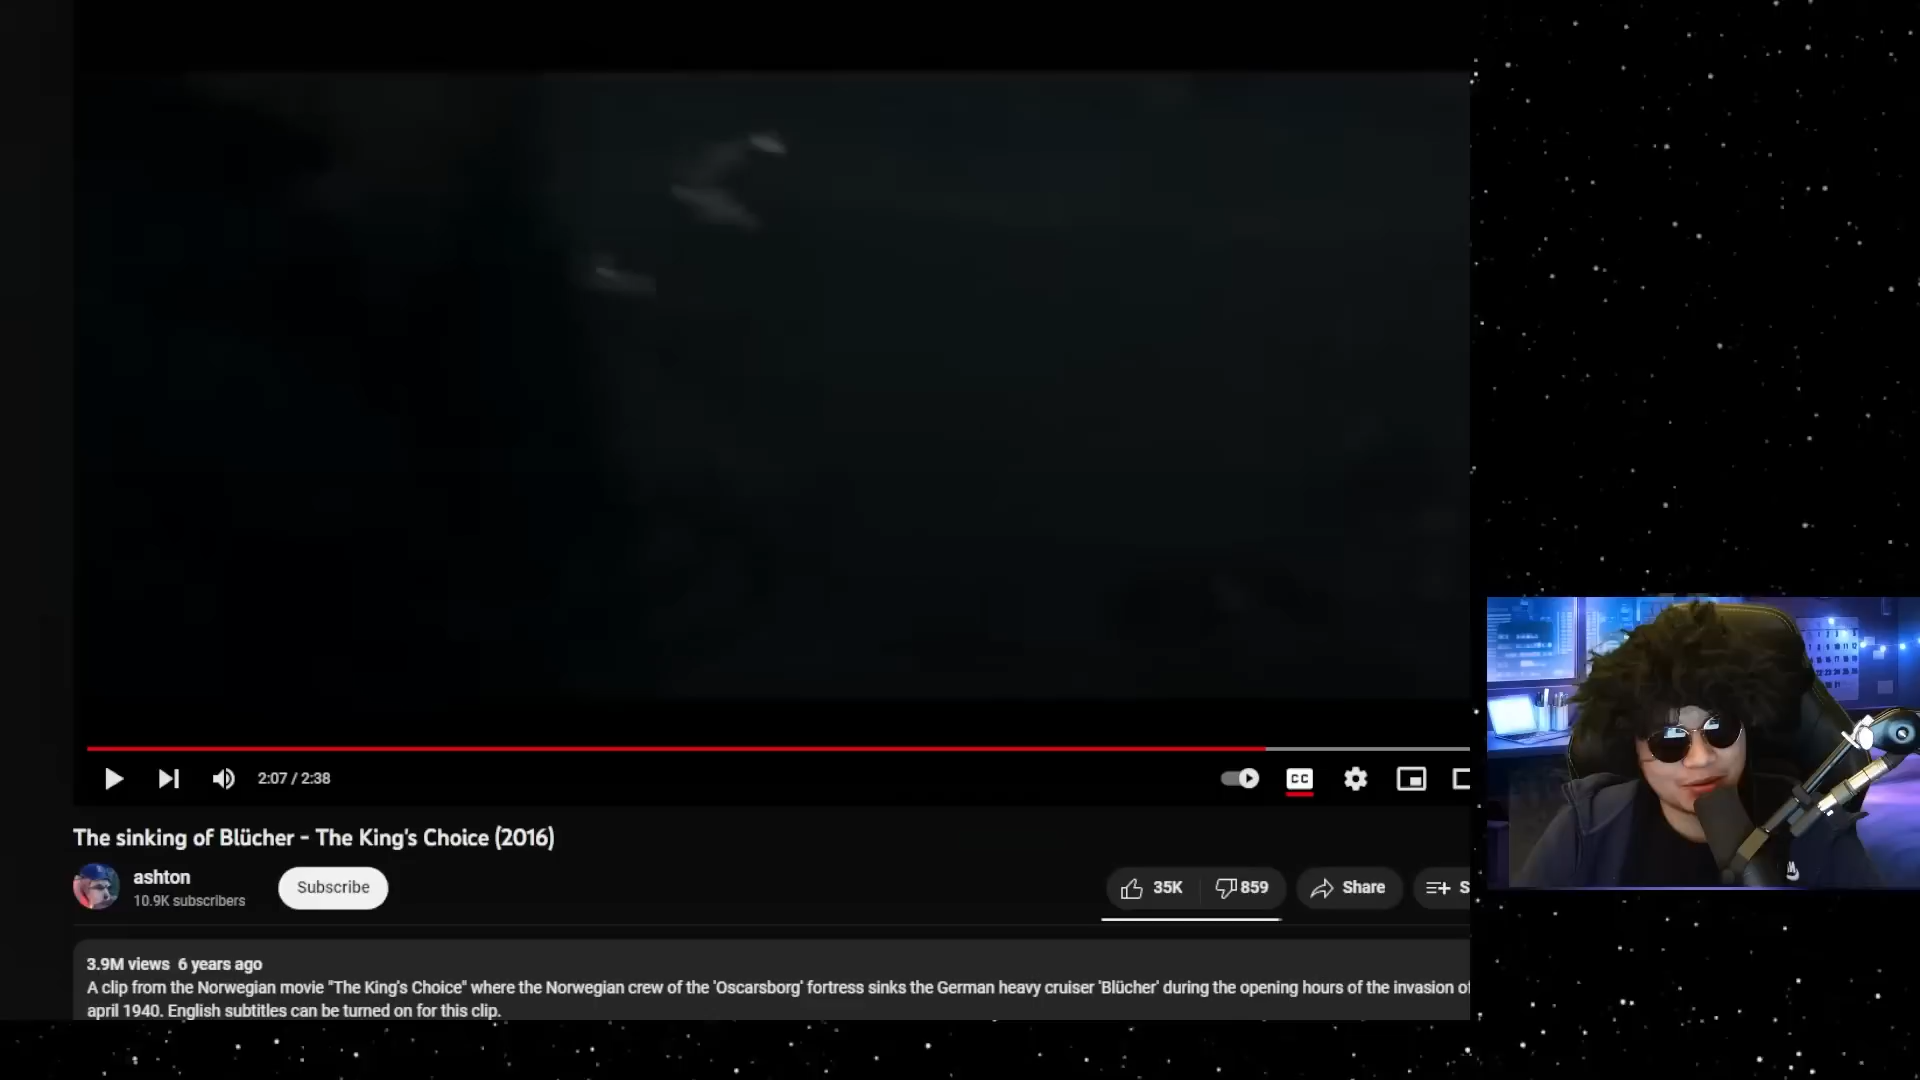 2:07 / 2:38
CC
The sinking of Blücher - The King's Choice (2016)
ashton
10.9K subscribers
Subscribe
35K
859
Share
S
3.9M views 6 years ago
A clip from the Norwegian movie "The King's Choice" where the Norwegian crew of the 'Oscarsborg' fortress sinks the German heavy cruiser 'Blücher' during the opening hours of the invasion of
april 1940. English subtitles can be turned on for this clip.